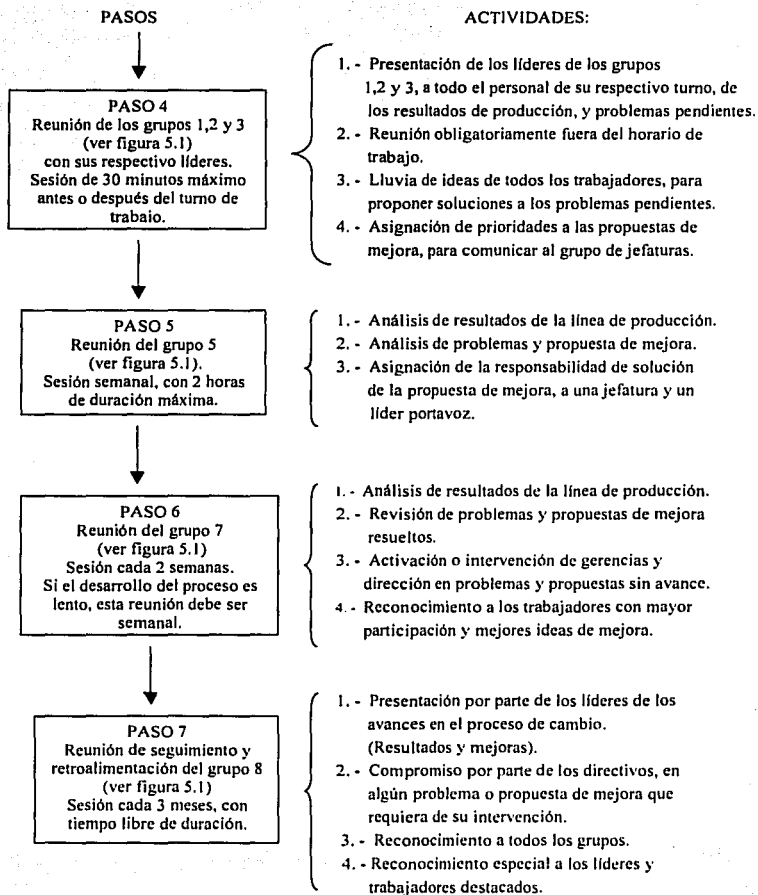 PASOS
ACTIVIDADES:
PASO 4
Reunión de los grupos 1,2 y 3
(ver figura 5.1)
con sus respectivo líderes.
Sesión de 30 minutos máximo
antes o después del turno de
trabajo.
1. - Presentación de los líderes de los grupos
1,2 y 3, a todo el personal de su respectivo turno, de
los resultados de producción, y problemas pendientes.
2. - Reunión obligatoriamente fuera del horario de
trabajo.
3. - Lluvia de ideas de todos los trabajadores, para
proponer soluciones a los problemas pendientes.
4. - Asignación de prioridades a las propuestas de
mejora, para comunicar al grupo de jefaturas.
PASO 5
Reunión del grupo 5
(ver figura 5.1).
Sesión semanal, con 2 horas
de duración máxima.
1. - Análisis de resultados de la línea de producción.
2. - Análisis de problemas y propuesta de mejora.
3. - Asignación de la responsabilidad de solución
de la propuesta de mejora, a una jefatura y un
líder portavoz.
PASO 6
Reunión del grupo 7
(ver figura 5.1)
Sesión cada 2 semanas.
Si el desarrollo del proceso es
lento, esta reunión debe ser
semanal.
1. - Análisis de resultados de la línea de producción.
2. - Revisión de problemas y propuestas de mejora
resueltos.
3. - Activación o intervención de gerencias y
dirección en problemas y propuestas sin avance.
4. - Reconocimiento a los trabajadores con mayor
participación y mejores ideas de mejora.
PASO 7
Reunión de seguimiento y
retroalimentación del grupo 8
(ver figura 5.1)
Sesión cada 3 meses, con
tiempo libre de duración.
1. - Presentación por parte de los líderes de los
avances en el proceso de cambio.
(Resultados y mejoras).
2. - Compromiso por parte de los directivos, en
algún problema o propuesta de mejora que
requiera de su intervención.
3. - Reconocimiento a todos los grupos.
4. - Reconocimiento especial a los líderes y
trabajadores destacados.